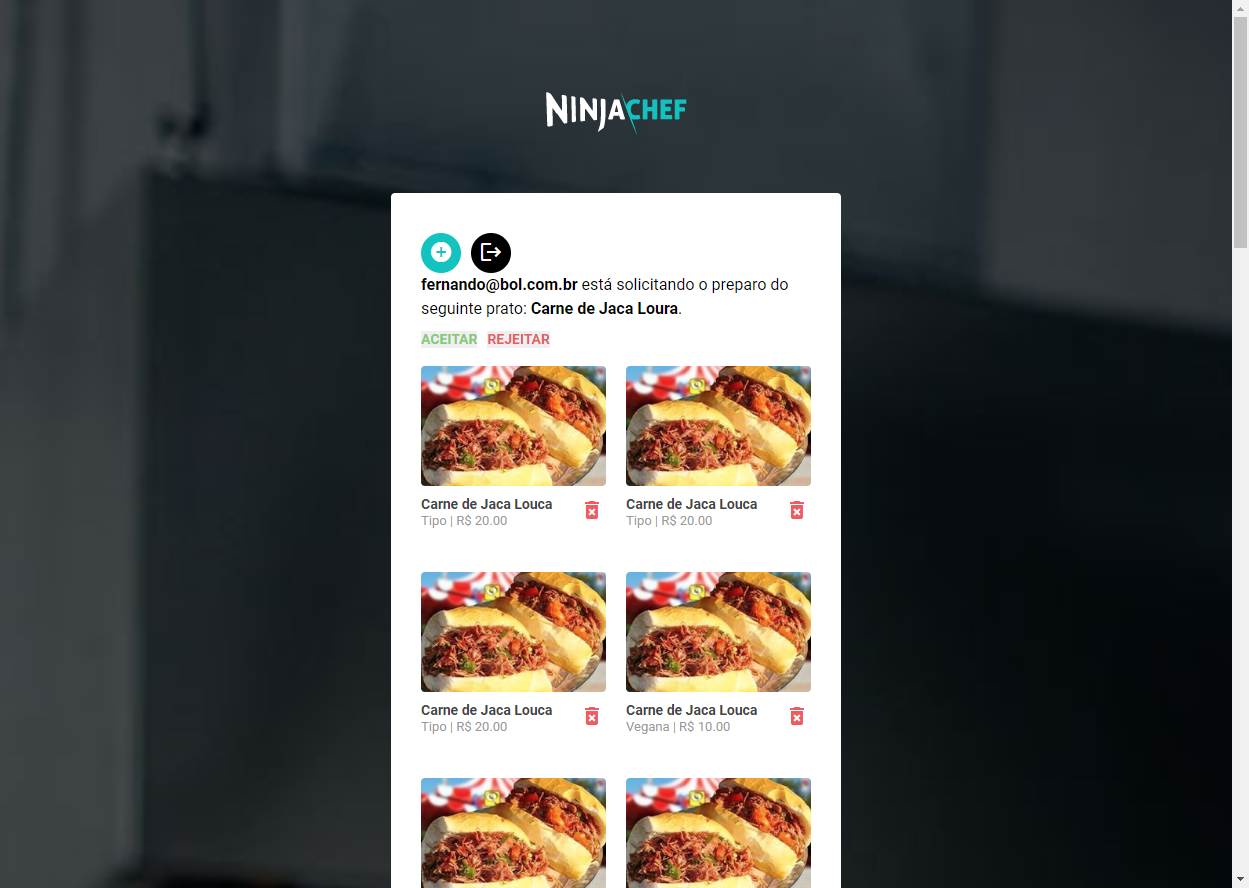 NINJACHEF
fernando@bol.com.br está solicitando o preparo do
seguinte prato: Carne de Jaca Loura.
ACEITAR REJEITAR
Carne de Jaca Louca
Tipo | R$ 20.00
Carne de Jaca Louca
Tipo | R$ 20.00
Carne de Jaca Louca
Tipo | R$ 20.00
Carne de Jaca Louca
Vegana | R$ 10.00